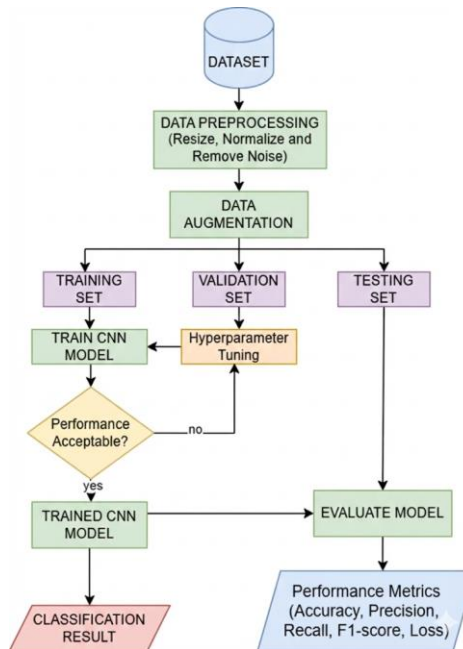 DATASET
DATA PREPROCESSING
(Resize, Normalize and
Remove Noise)
DATA
AUGMENTATION
TRAINING
SET
VALIDATION
SET
TESTING
SET
TRAIN CNN
MODEL
Hyperparameter
Tuning
Performance
Acceptable?
no
yes
TRAINED CNN
MODEL
EVALUATE MODEL
CLASSIFICATION
RESULT
Performance Metrics
(Accuracy, Precision,
Recall, F1-score, Loss)